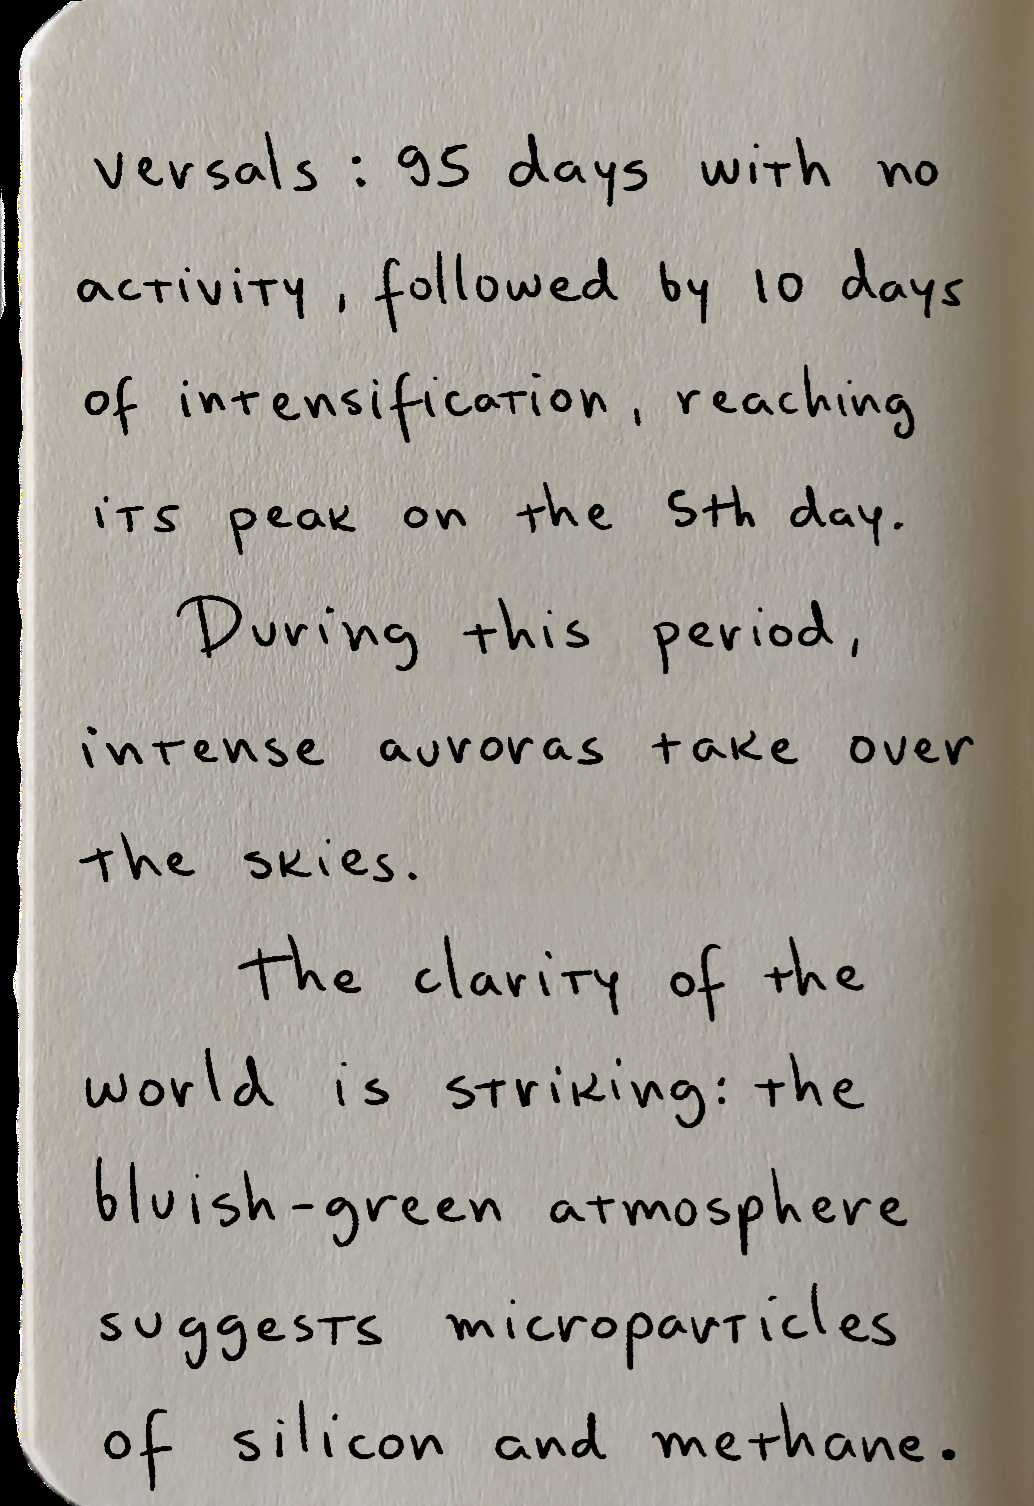 versals : 95 days with no
activity, followed by 10 days
of intensification, reaching
its peak on the 5th day.
During this period,
intense auroras take over
the skies.
The clarity of the
world is striking: the
bluish-green atmosphere
suggests microparticles
of silicon and methane.